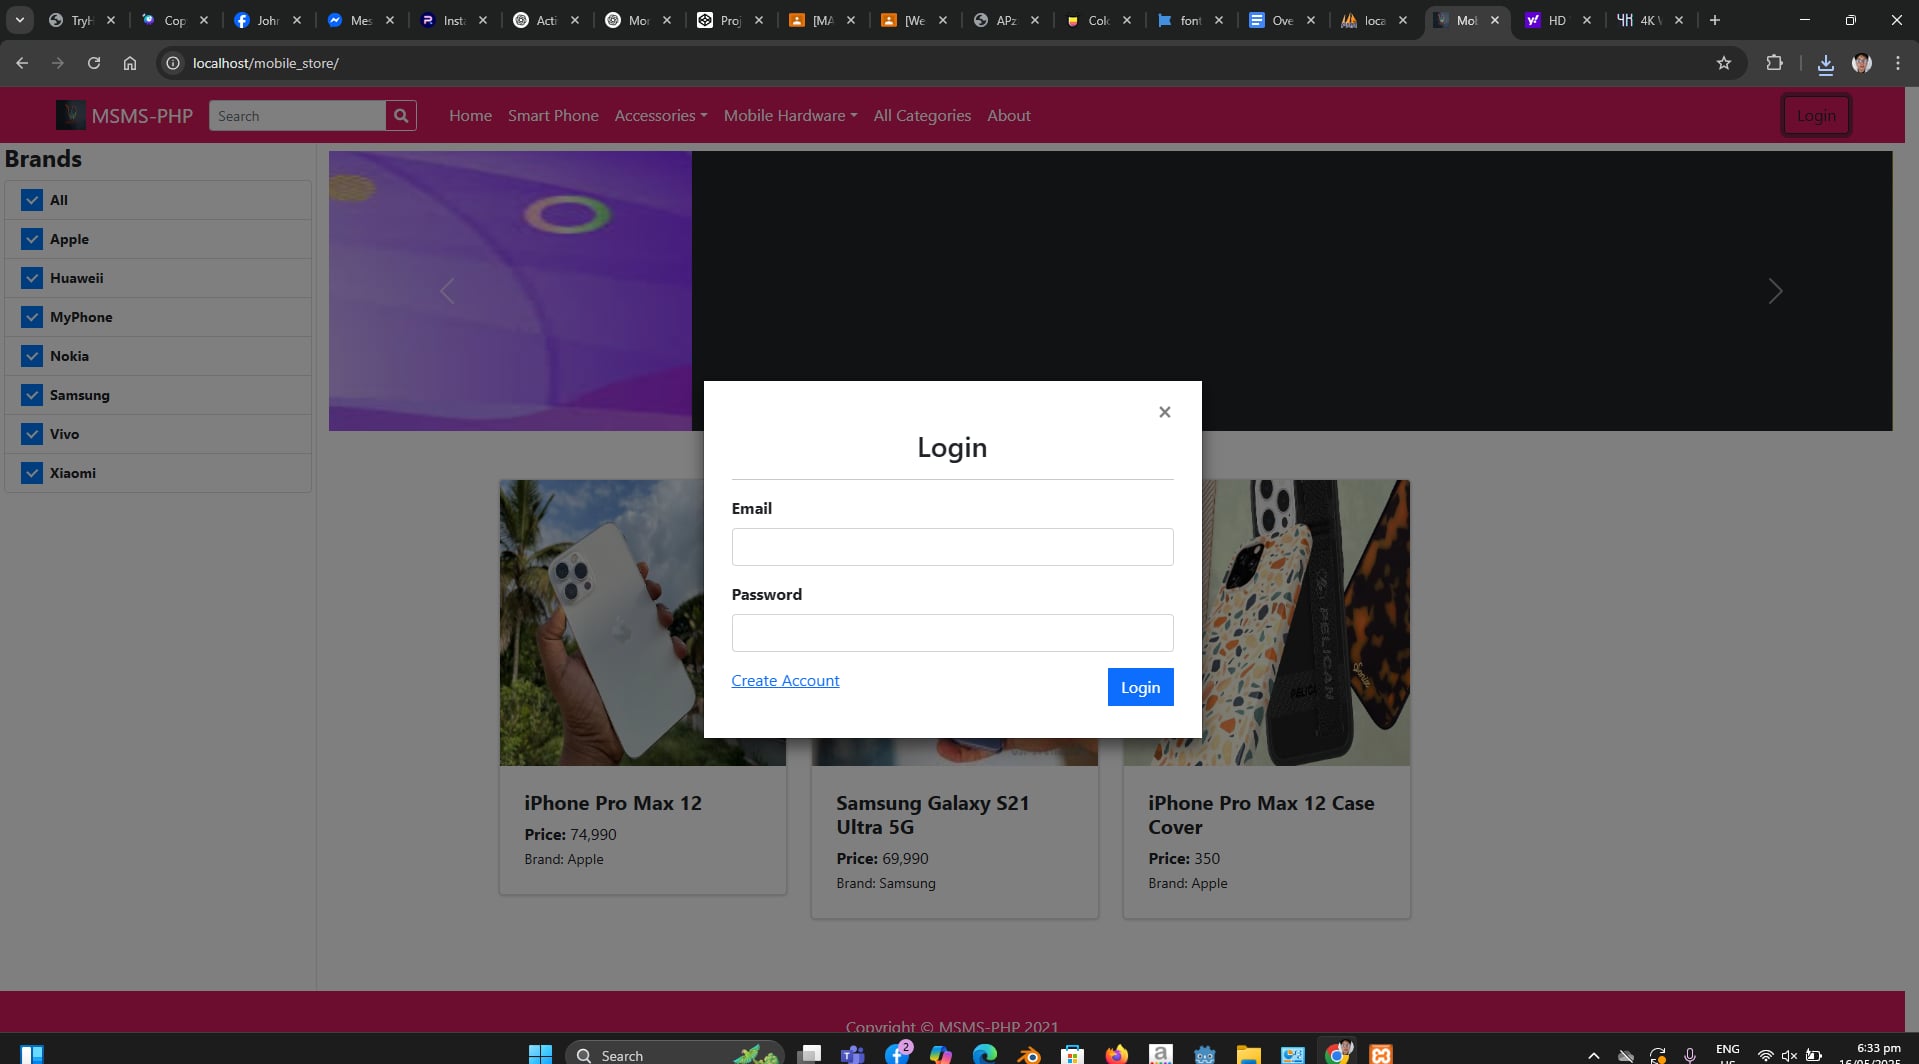 TryH
Cop
John
Mes
Insta
Acti
Mor
Proj
[MA
[We
APz
Colo
font
Ove
loca
Mob
HD
4K W
localhost/mobile_store/
MSMS-PHP
Search
Home
Smart Phone
Accessories
Mobile Hardware
All Categories
About
Login
Brands
All
Apple
Huaweii
MyPhone
Nokia
Samsung
Vivo
Xiaomi
×
Login
Email
Password
Create Account
Login
PELICAN
iPhone Pro Max 12
Price: 74,990
Brand: Apple
Samsung Galaxy S21
Ultra 5G
Price: 69,990
Brand: Samsung
iPhone Pro Max 12 Case
Cover
Price: 350
Brand: Apple
Copyright © MSMS-PHP 2021
Search
2
ENG
US
6:33 pm
16/05/2025